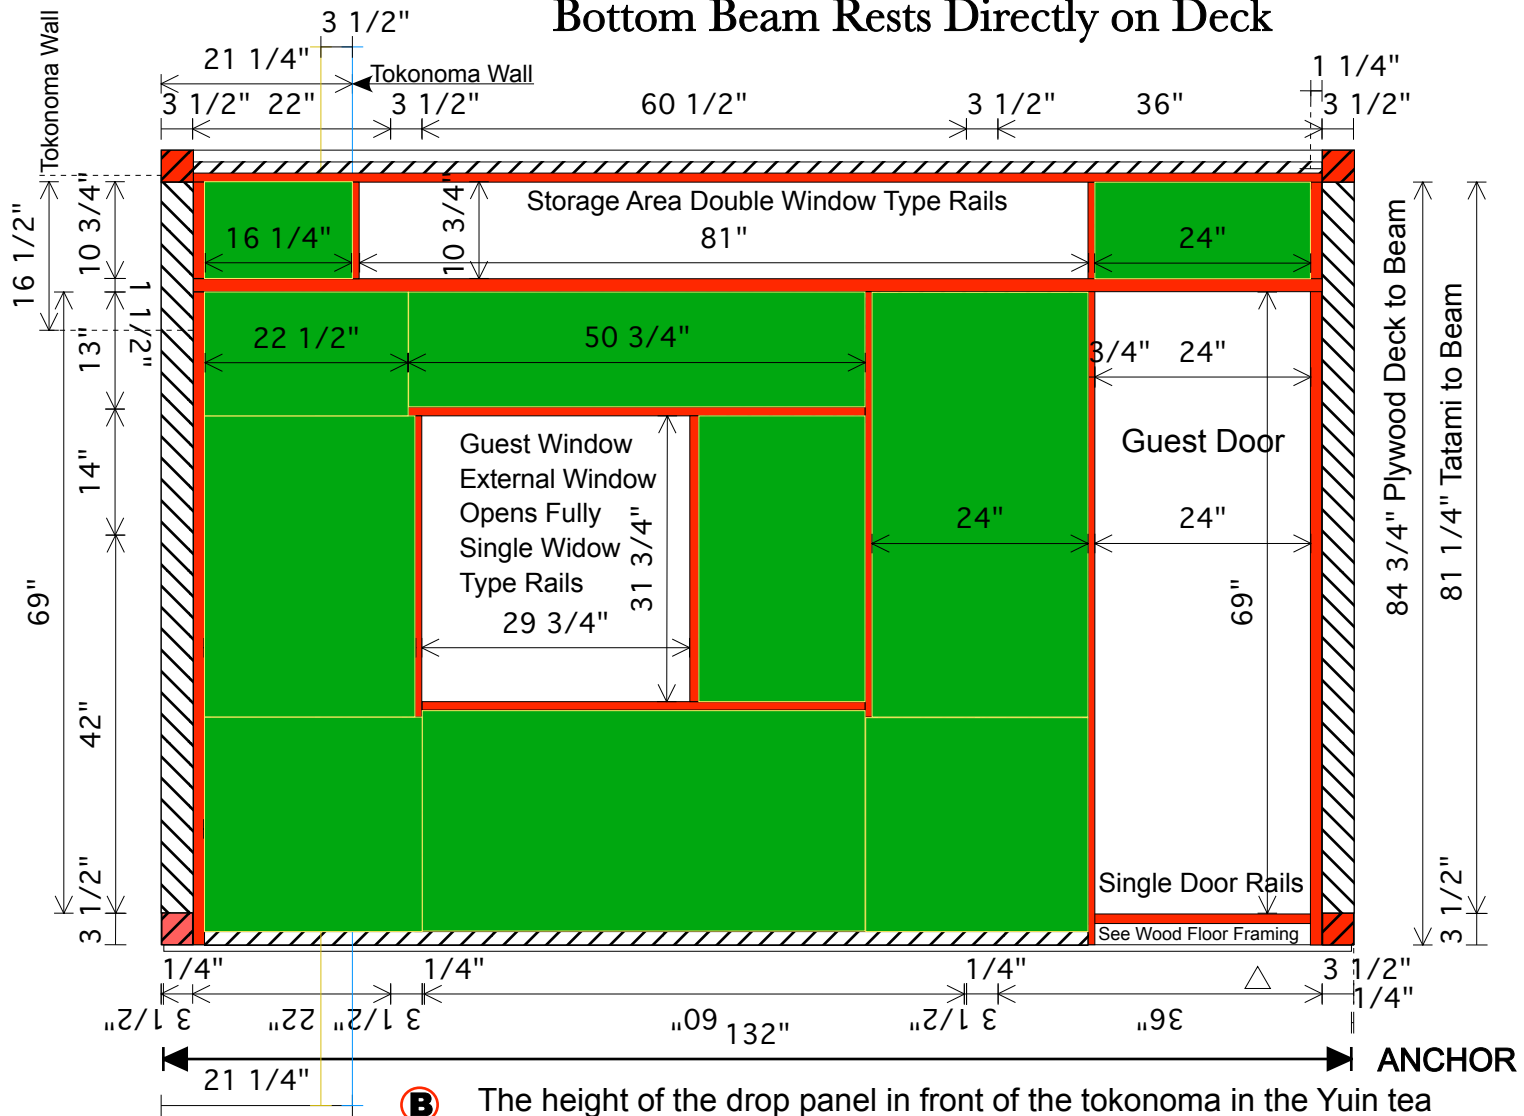 Bottom Beam Rests Directly on Deck
3 1/2"
21 1/4"
Tokonoma Wall
Tokonoma Wall
1 1/4"
3 1/2" 22" 3 1/2" 60 1/2" 3 1/2" 36" 3 1/2"
Storage Area Double Window Type Rails
16 1/2"
10 3/4"
16 1/4"
10 3/4"
81"
24"
1 1/2"
13"
22 1/2"
50 3/4"
3/4" 24"
84 3/4" Plywood Deck to Beam
81 1/4" Tatami to Beam
Guest Window
External Window
Opens Fully
Single Widow
Type Rails
31 3/4"
29 3/4"
Guest Door
14"
24"
24"
69"
69"
42"
3 1/2"
Single Door Rails
See Wood Floor Framing
3 1/2"
1/4" 1/4" 1/4" 3 1/2"
1/4"
3 1/2" 22" 3 1/2" 60" 3 1/2" 36"
132"
ANCHOR
21 1/4"
B The height of the drop panel in front of the tokonoma in the Yuin tea